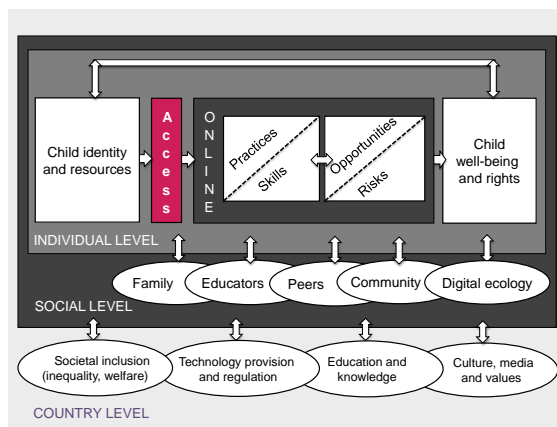 Child identity
and resources
Access
ONLINE
Practices
Skills
Opportunities
Risks
Child
well-being
and rights
INDIVIDUAL LEVEL
Family
Educators
Peers
Community
Digital ecology
SOCIAL LEVEL
Societal inclusion
(inequality, welfare)
Technology provision
and regulation
Education and
knowledge
Culture, media
and values
COUNTRY LEVEL